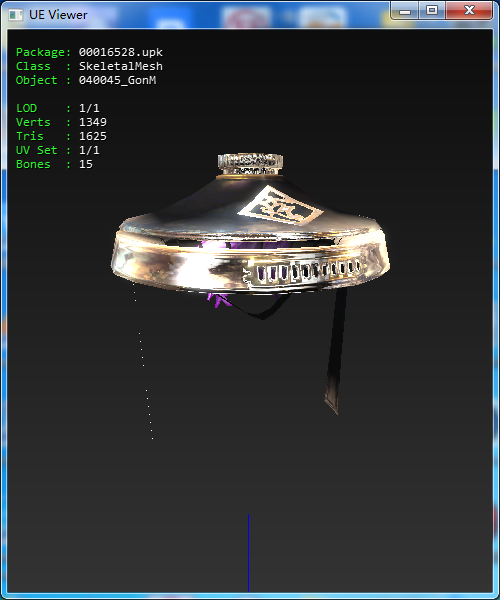 UE Viewer
Package: 00016528.upk
Class : SkeletalMesh
Object : 040045_GonM
LOD : 1/1
Verts : 1349
Tris : 1625
UV Set : 1/1
Bones : 15